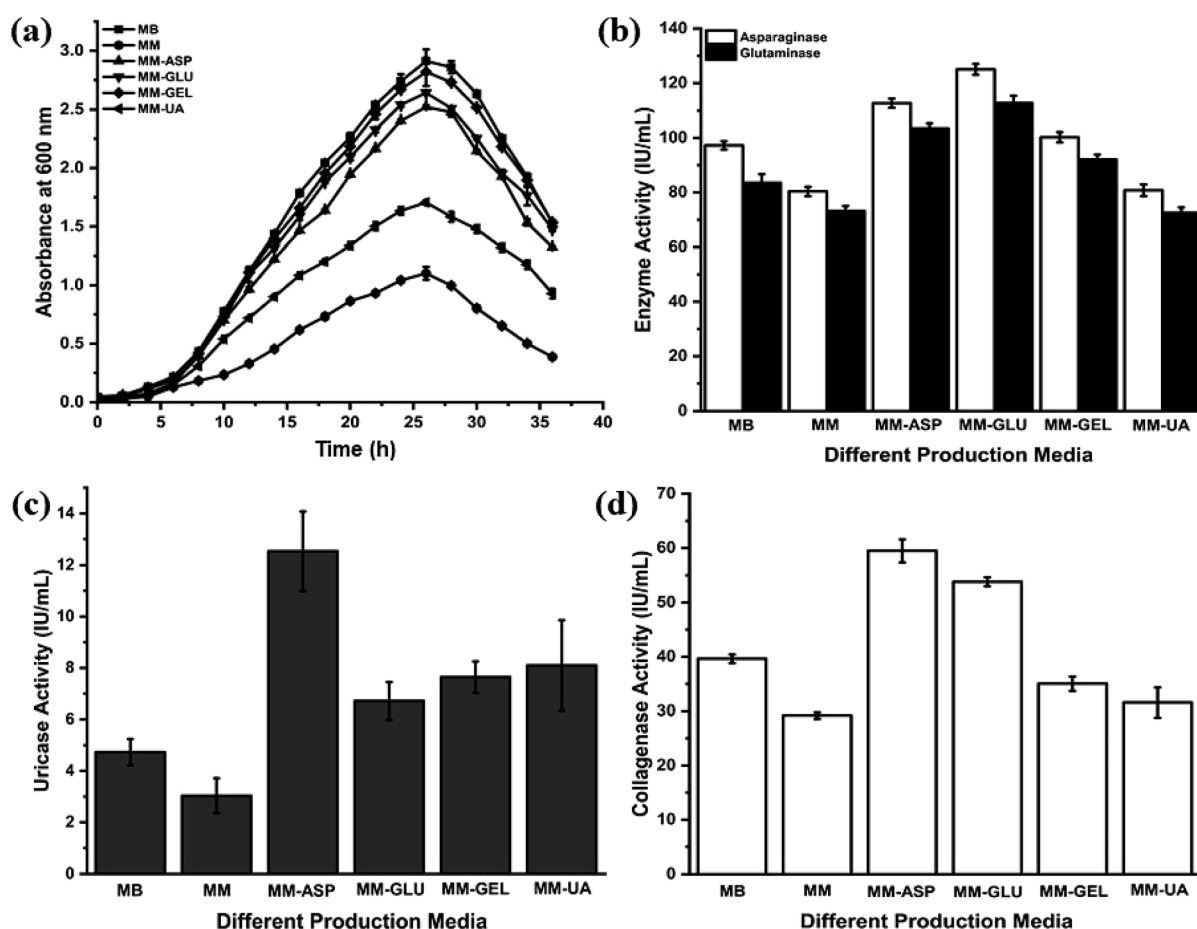 (a)
MB
MM
MM-ASP
MM-GLU
MM-GEL
MM-UA
Absorbance at 600 nm
3.0
2.5
2.0
1.5
1.0
0.5
0.0
0 5 10 15 20 25 30 35 40
Time (h)
(b)
Asparaginase
Glutaminase
Enzyme Activity (IU/mL)
140
120
100
80
60
40
20
0
MB MM MM-ASP MM-GLU MM-GEL MM-UA
Different Production Media
(c)
Uricase Activity (IU/mL)
14
12
10
8
6
4
2
0
MB MM MM-ASP MM-GLU MM-GEL MM-UA
Different Production Media
(d)
Collagenase Activity (IU/mL)
70
60
50
40
30
20
10
0
MB MM MM-ASP MM-GLU MM-GEL MM-UA
Different Production Media